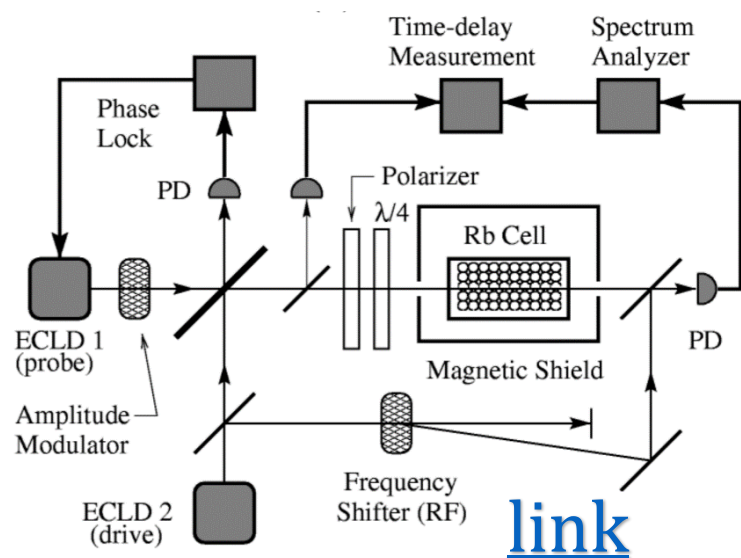 Time-delay
Measurement
Spectrum
Analyzer
Phase
Lock
PD
Polarizer
λ/4
Rb Cell
ECLD 1
(probe)
PD
Magnetic Shield
Amplitude
Modulator
Frequency
Shifter (RF)
ECLD 2
(drive)
link